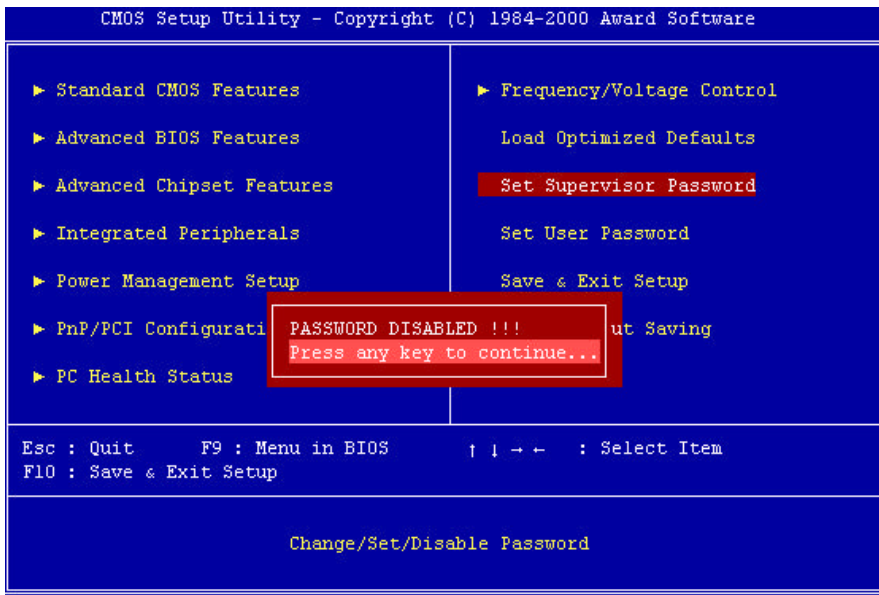 CMOS Setup Utility - Copyright (C) 1984-2000 Award Software
► Standard CMOS Features
► Advanced BIOS Features
► Advanced Chipset Features
► Integrated Peripherals
► Power Management Setup
► PnP/PCI Configurati
► PC Health Status
► Frequency/Voltage Control
Load Optimized Defaults
Set Supervisor Password
Set User Password
Save & Exit Setup
ut Saving
PASSWORD DISABLED !!!
Press any key to continue...
Esc : Quit F9 : Menu in BIOS ↑ ↓ → ← : Select Item
F10 : Save & Exit Setup
Change/Set/Disable Password